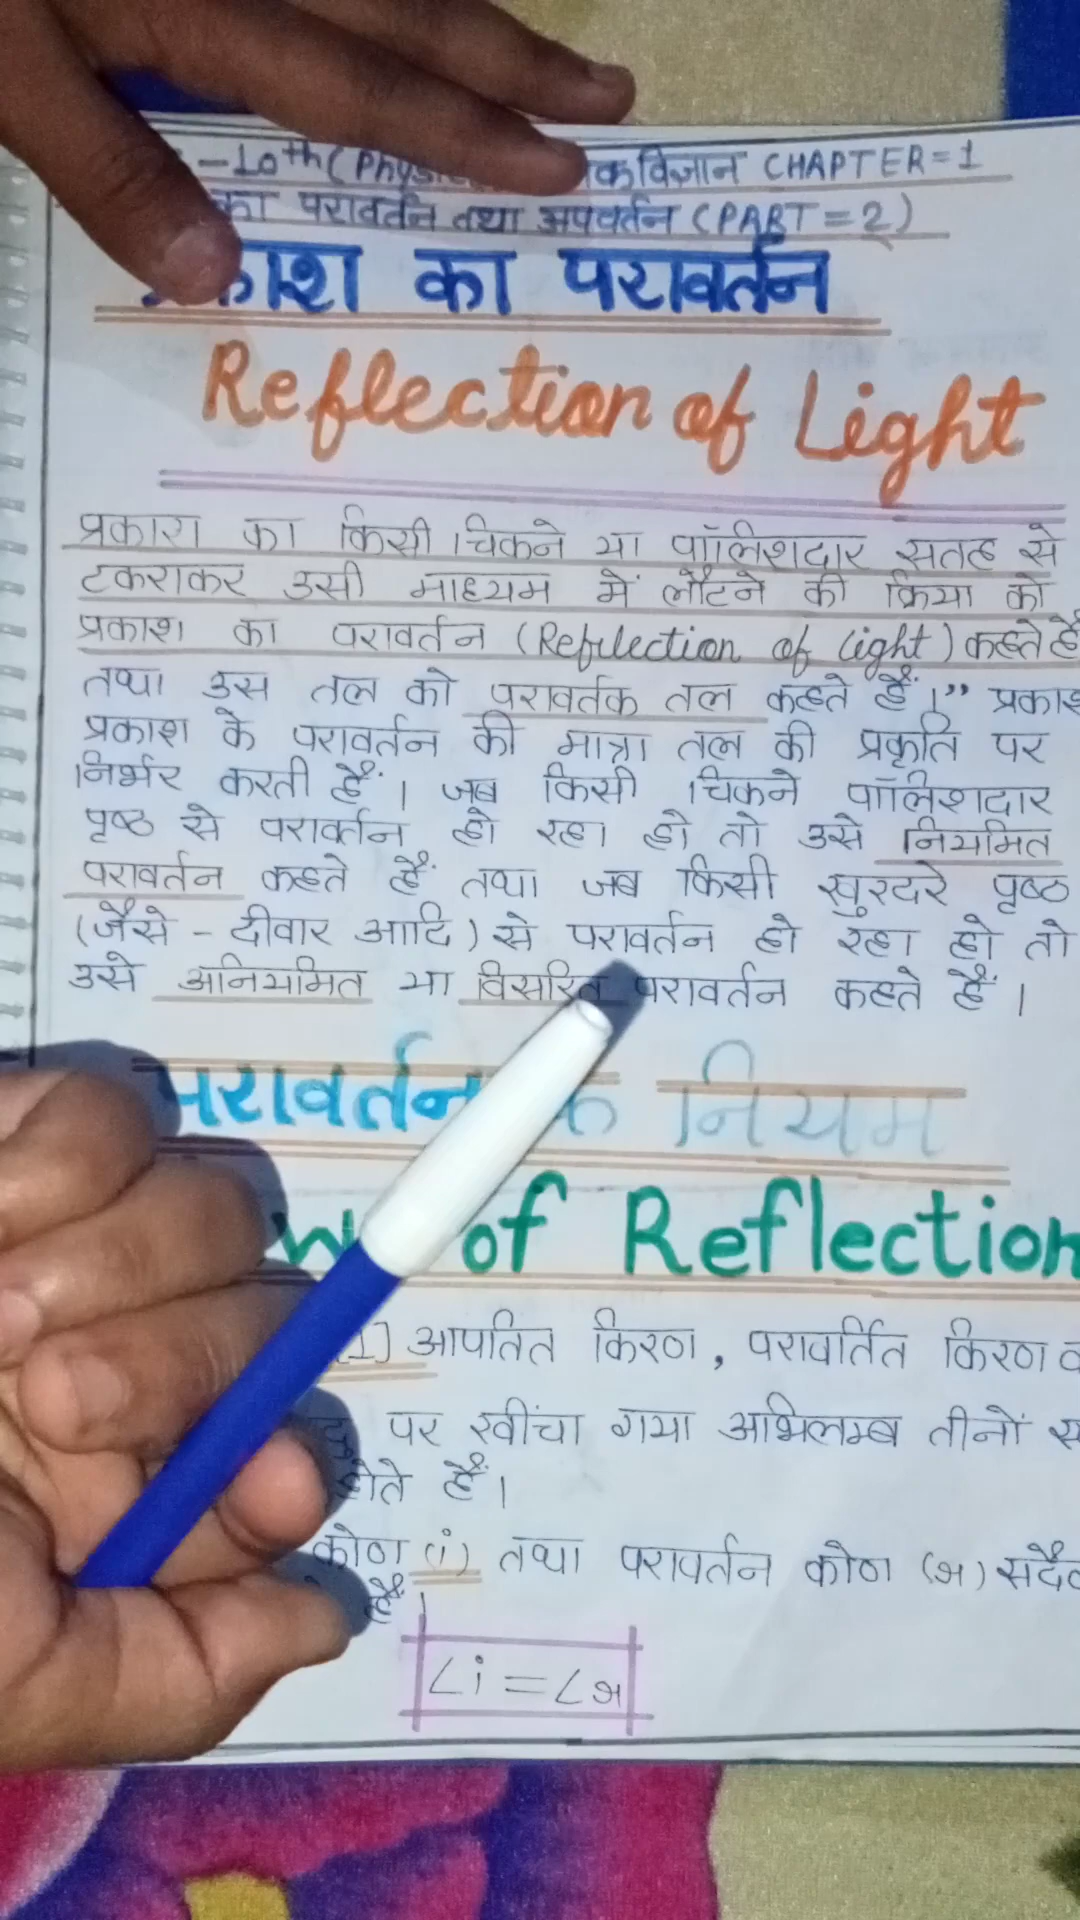 -10th (Physi विज्ञान CHAPTER=1
का परावर्तन तथा अपवर्तन (PART=2)
काश का परावर्तन
Reflection of Light
प्रकाश का किसी चिकने या पॉलिशदार सतह से
टकराकर उसी माध्यम में लौटने की क्रिया को
प्रकाश का परावर्तन (Reflection of light) कहते हैं
तथा उस तल को परावर्तक तल कहते हैं।” प्रकाश
प्रकाश के परावर्तन की मात्रा तल की प्रकृति पर
निर्भर करती हैं। जब किसी चिकने पॉलिशदार
पृष्ठ से परावर्तन हो रहा हो तो उसे नियमित
परावर्तन कहते हैं तथा जब किसी खुरदरे पृष्ठ
(जैसे - दीवार आदि) से परावर्तन हो रहा हो तो
उसे अनियमित या विसरित परावर्तन कहते हैं।
परावर्तन के नियम
of Reflection
[1] आपतित किरण, परावर्तित किरण
पर खींचा गया अभिलम्ब तीनों
होते हैं।
कोण (i) तथा परावर्तन कोण (r) सदैव
हैं।
∠i = ∠r